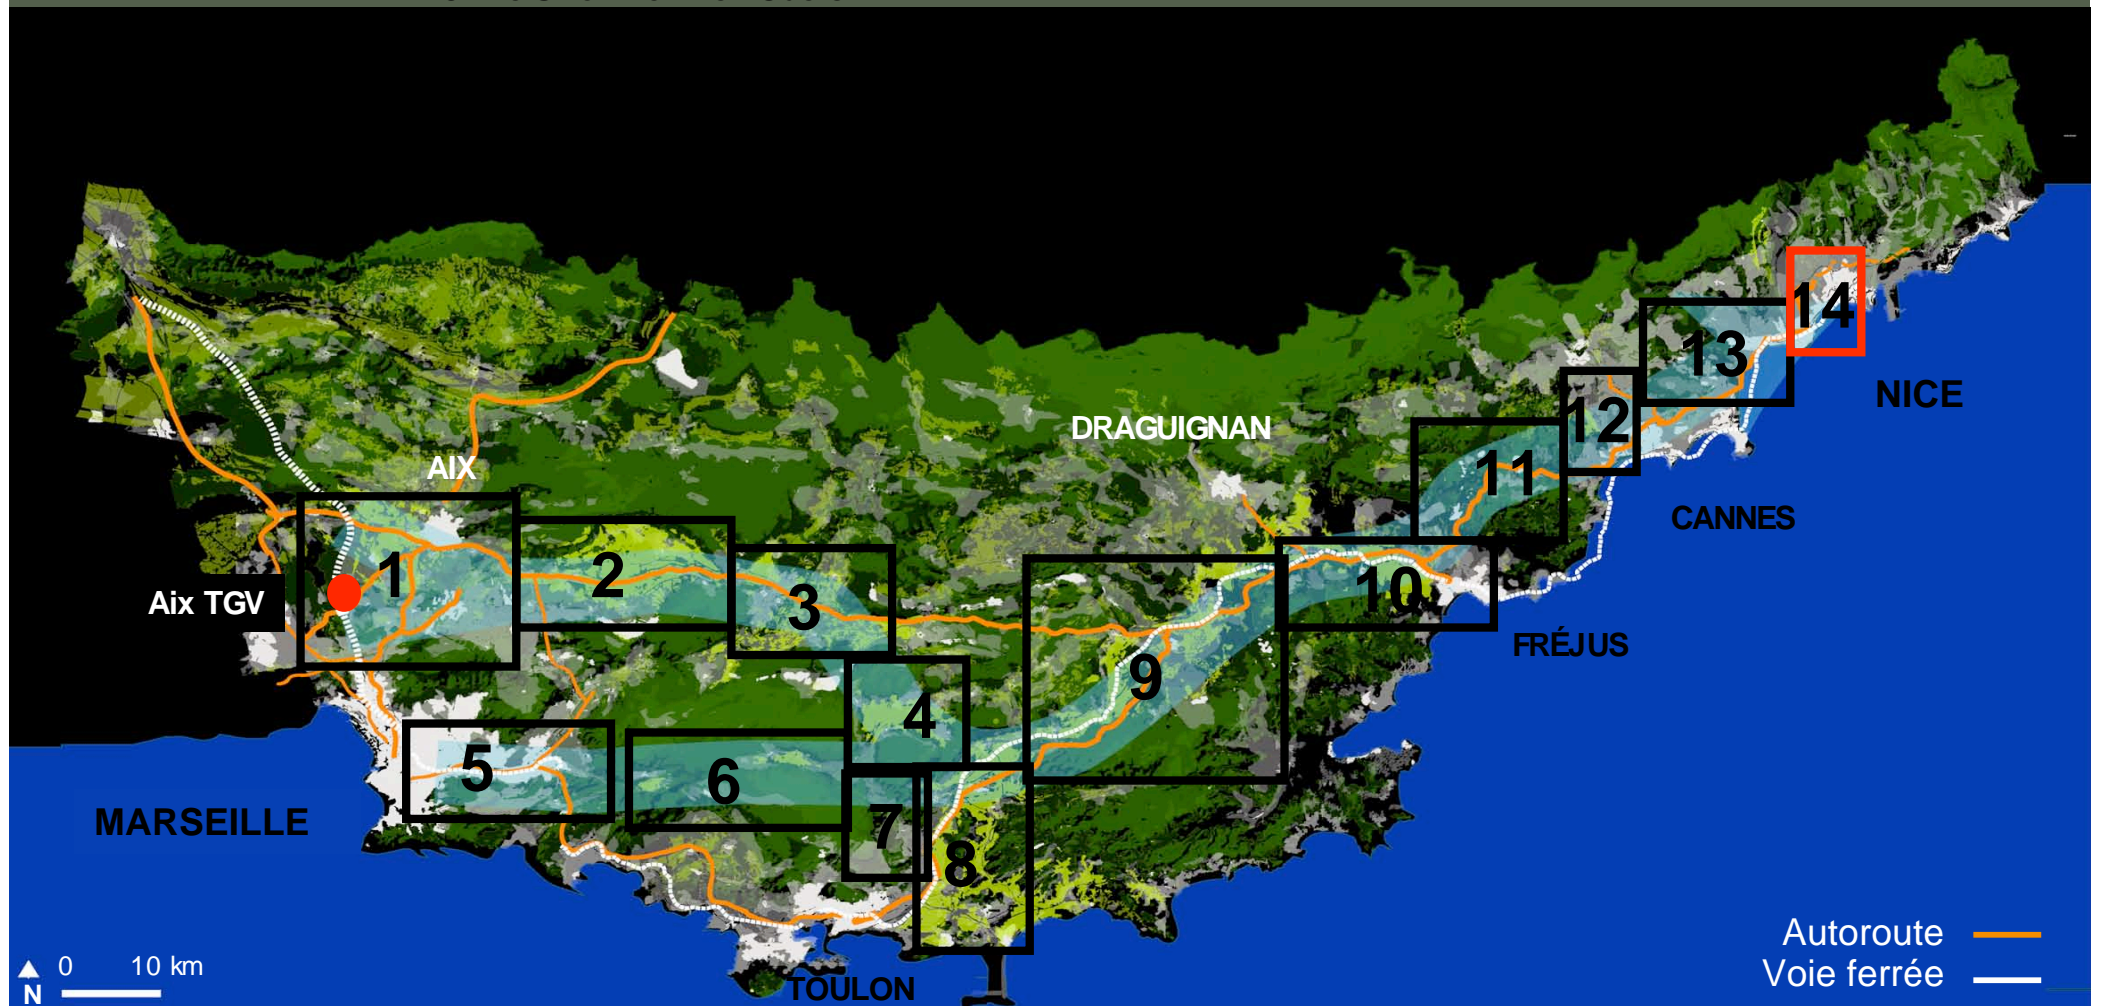 14
13
NICE
12
DRAGUIGNAN
11
AIX
CANNES
1
2
3
10
Aix TGV
FRÉJUS
9
4
5
6
MARSEILLE
7
8
Autoroute
0 10 km
Voie ferrée
N
TOULON